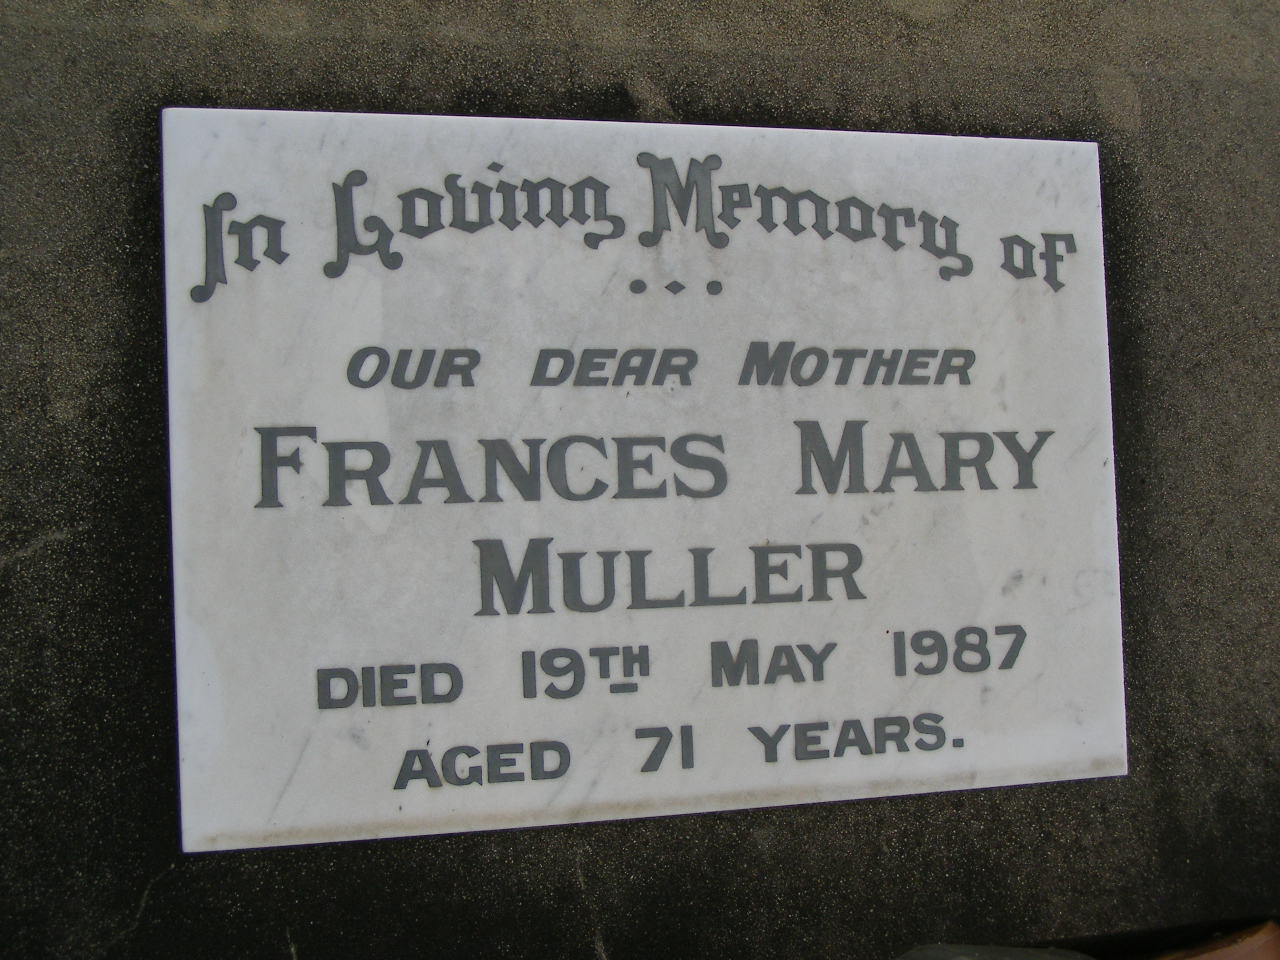 In Loving Memory of
...
OUR DEAR MOTHER
FRANCES MARY
MULLER
DIED 19TH MAY 1987
AGED 71 YEARS.